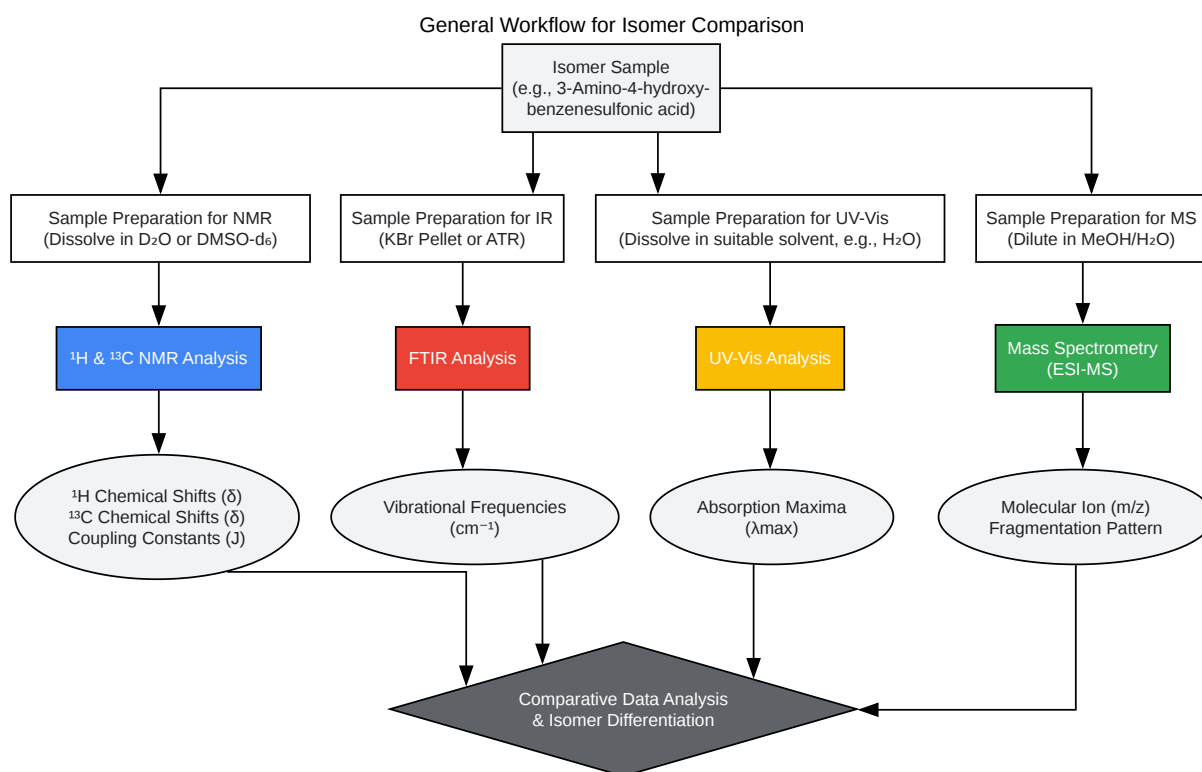 General Workflow for Isomer Comparison
Isomer Sample
(e.g., 3-Amino-4-hydroxy-
benzenesulfonic acid)
Sample Preparation for NMR
(Dissolve in D₂O or DMSO-d₆)
Sample Preparation for IR
(KBr Pellet or ATR)
Sample Preparation for UV-Vis
(Dissolve in suitable solvent, e.g., H₂O)
Sample Preparation for MS
(Dilute in MeOH/H₂O)
¹H & ¹³C NMR Analysis
FTIR Analysis
UV-Vis Analysis
Mass Spectrometry
(ESI-MS)
¹H Chemical Shifts (δ)
¹³C Chemical Shifts (δ)
Coupling Constants (J)
Vibrational Frequencies
(cm⁻¹)
Absorption Maxima
(λmax)
Molecular Ion (m/z)
Fragmentation Pattern
Comparative Data Analysis
& Isomer Differentiation